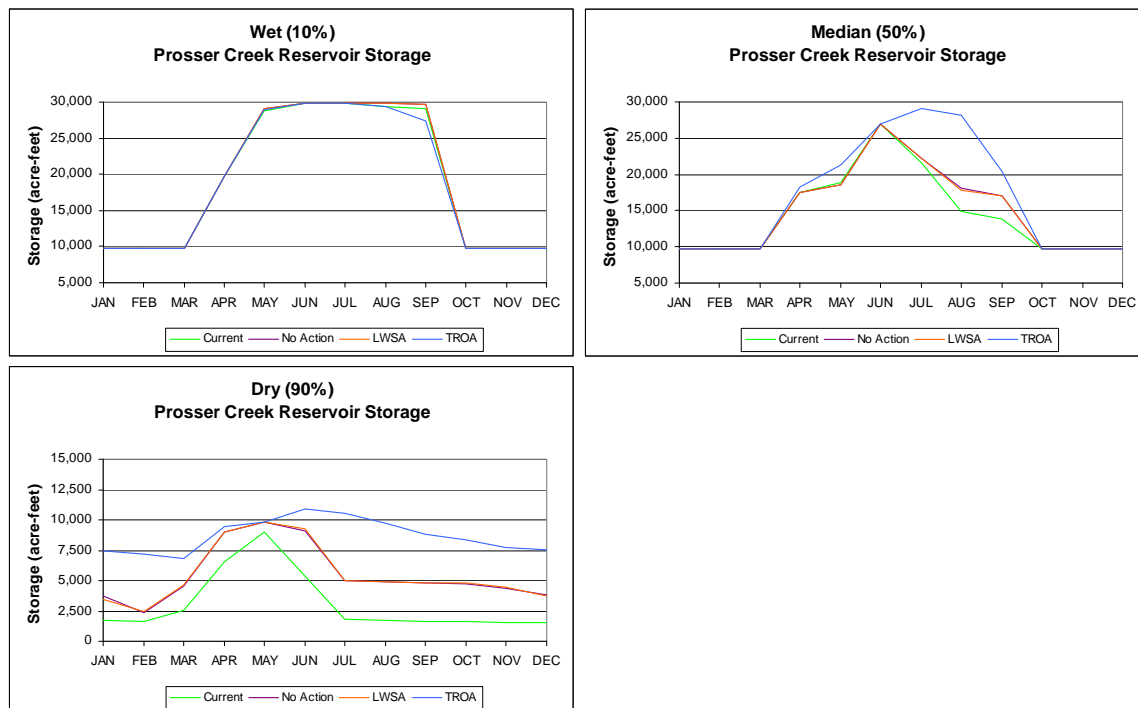 Wet (10%)
Prosser Creek Reservoir Storage
Storage (acre-feet)
30,000
25,000
20,000
15,000
10,000
5,000
JAN FEB MAR APR MAY JUN JUL AUG SEP OCT NOV DEC
Current No Action LWSA TROA
Median (50%)
Prosser Creek Reservoir Storage
Storage (acre-feet)
30,000
25,000
20,000
15,000
10,000
5,000
JAN FEB MAR APR MAY JUN JUL AUG SEP OCT NOV DEC
Current No Action LWSA TROA
Dry (90%)
Prosser Creek Reservoir Storage
Storage (acre-feet)
15,000
12,500
10,000
7,500
5,000
2,500
0
JAN FEB MAR APR MAY JUN JUL AUG SEP OCT NOV DEC
Current No Action LWSA TROA